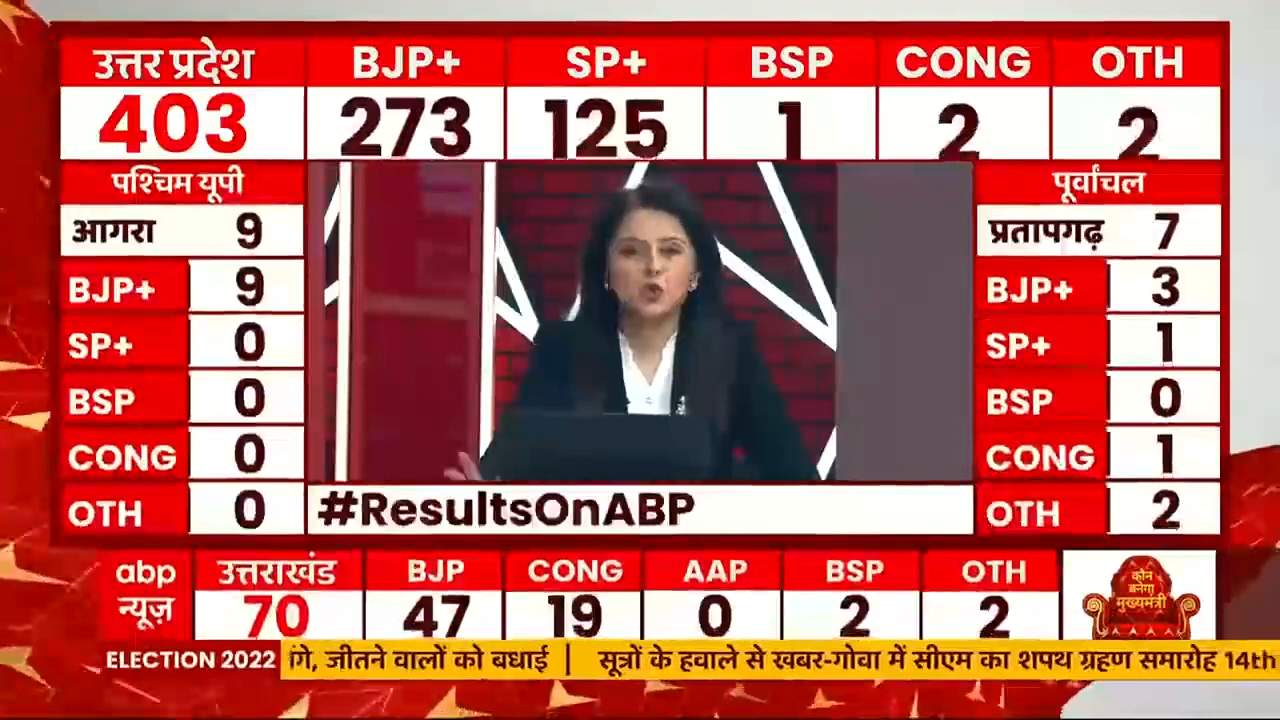 उत्तर प्रदेश BJP+ SP+ BSP CONG OTH
403 273 125 1 2 2
पश्चिम यूपी
आगरा 9
BJP+ 9
SP+ 0
BSP 0
CONG 0
OTH 0
पूर्वांचल
प्रतापगढ़ 7
BJP+ 3
SP+ 1
BSP 0
CONG 1
OTH 2
#ResultsOnABP
abp न्यूज़
उत्तराखंड BJP CONG AAP BSP OTH
70 47 19 0 2 2
कौन
बनेगा
मुख्यमंत्री
ELECTION 2022 गे, जीतने वालों को बधाई | सूत्रों के हवाले से खबर-गोवा में सीएम का शपथ ग्रहण समारोह 14th